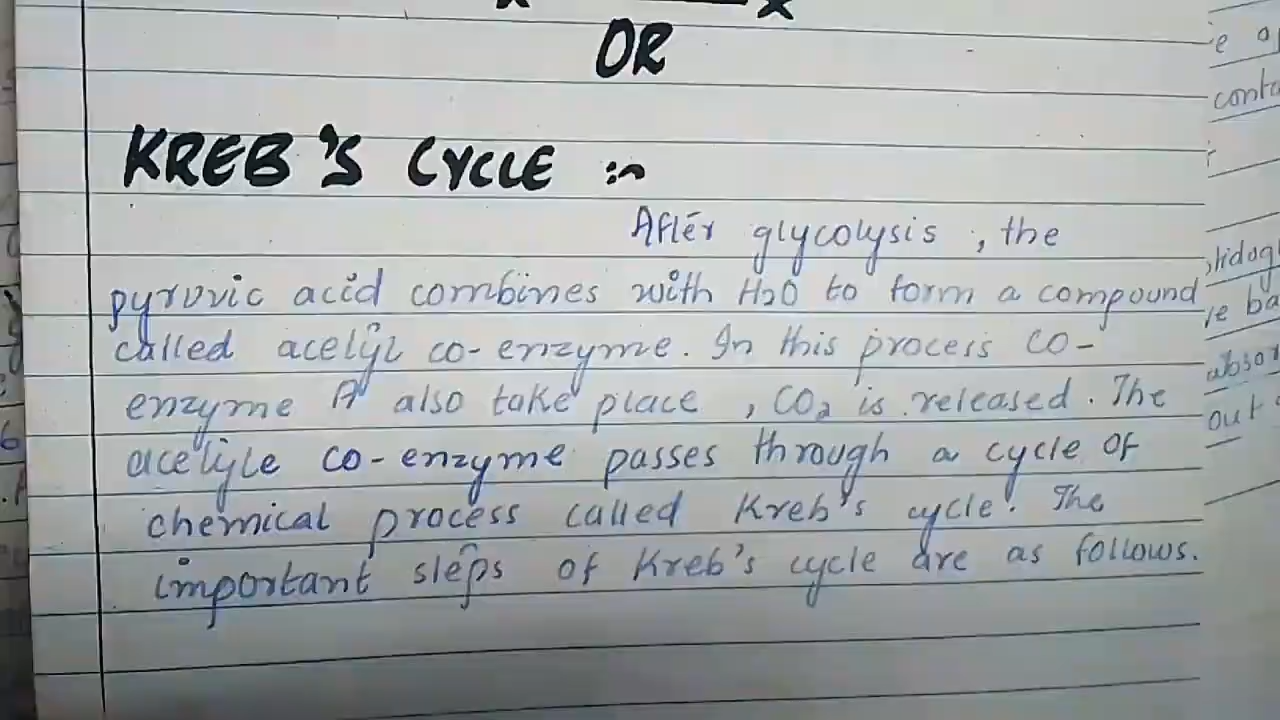 OR
KREB'S CYCLE :~
After glycolysis, the
pyruvic acid combines with H2O to form a compound
called acelyl co-enzyme. In this process co-
enzyme A also take place, CO2 is released. The
acelyle co-enzyme passes through a cycle of
chemical process called Kreb's cycle. The
important steps of Kreb's cycle are as follows.